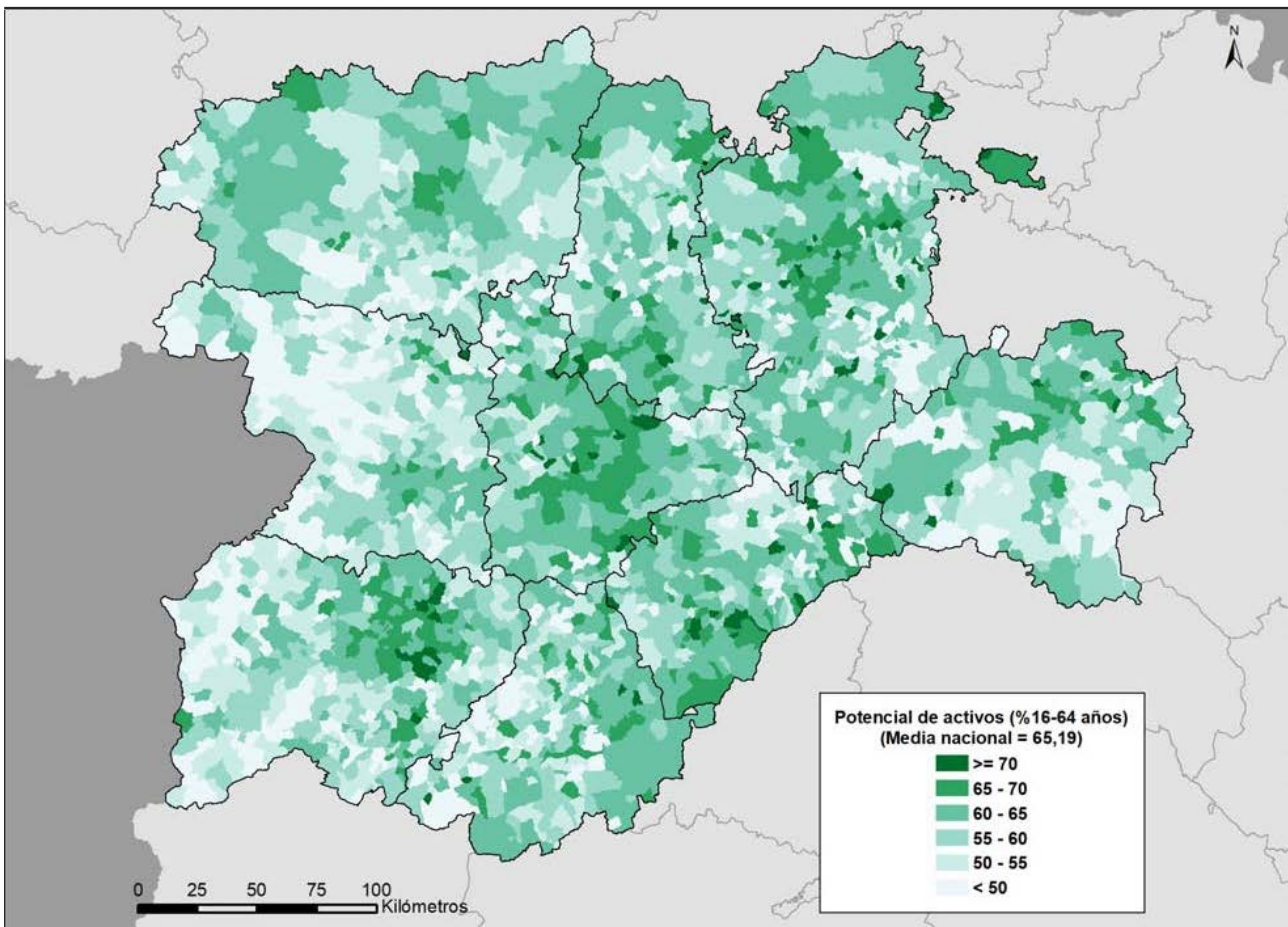 N
Potencial de activos (%16-64 años)
(Media nacional = 65,19)
>= 70
65 - 70
60 - 65
55 - 60
50 - 55
< 50
0 25 50 75 100
Kilómetros